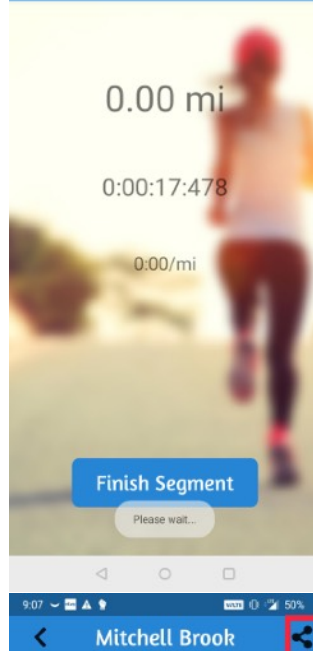 0.00 mi
0:00:17:478
0:00/mi
Finish Segment
Please wait...
9:07 50%
Mitchell Brook